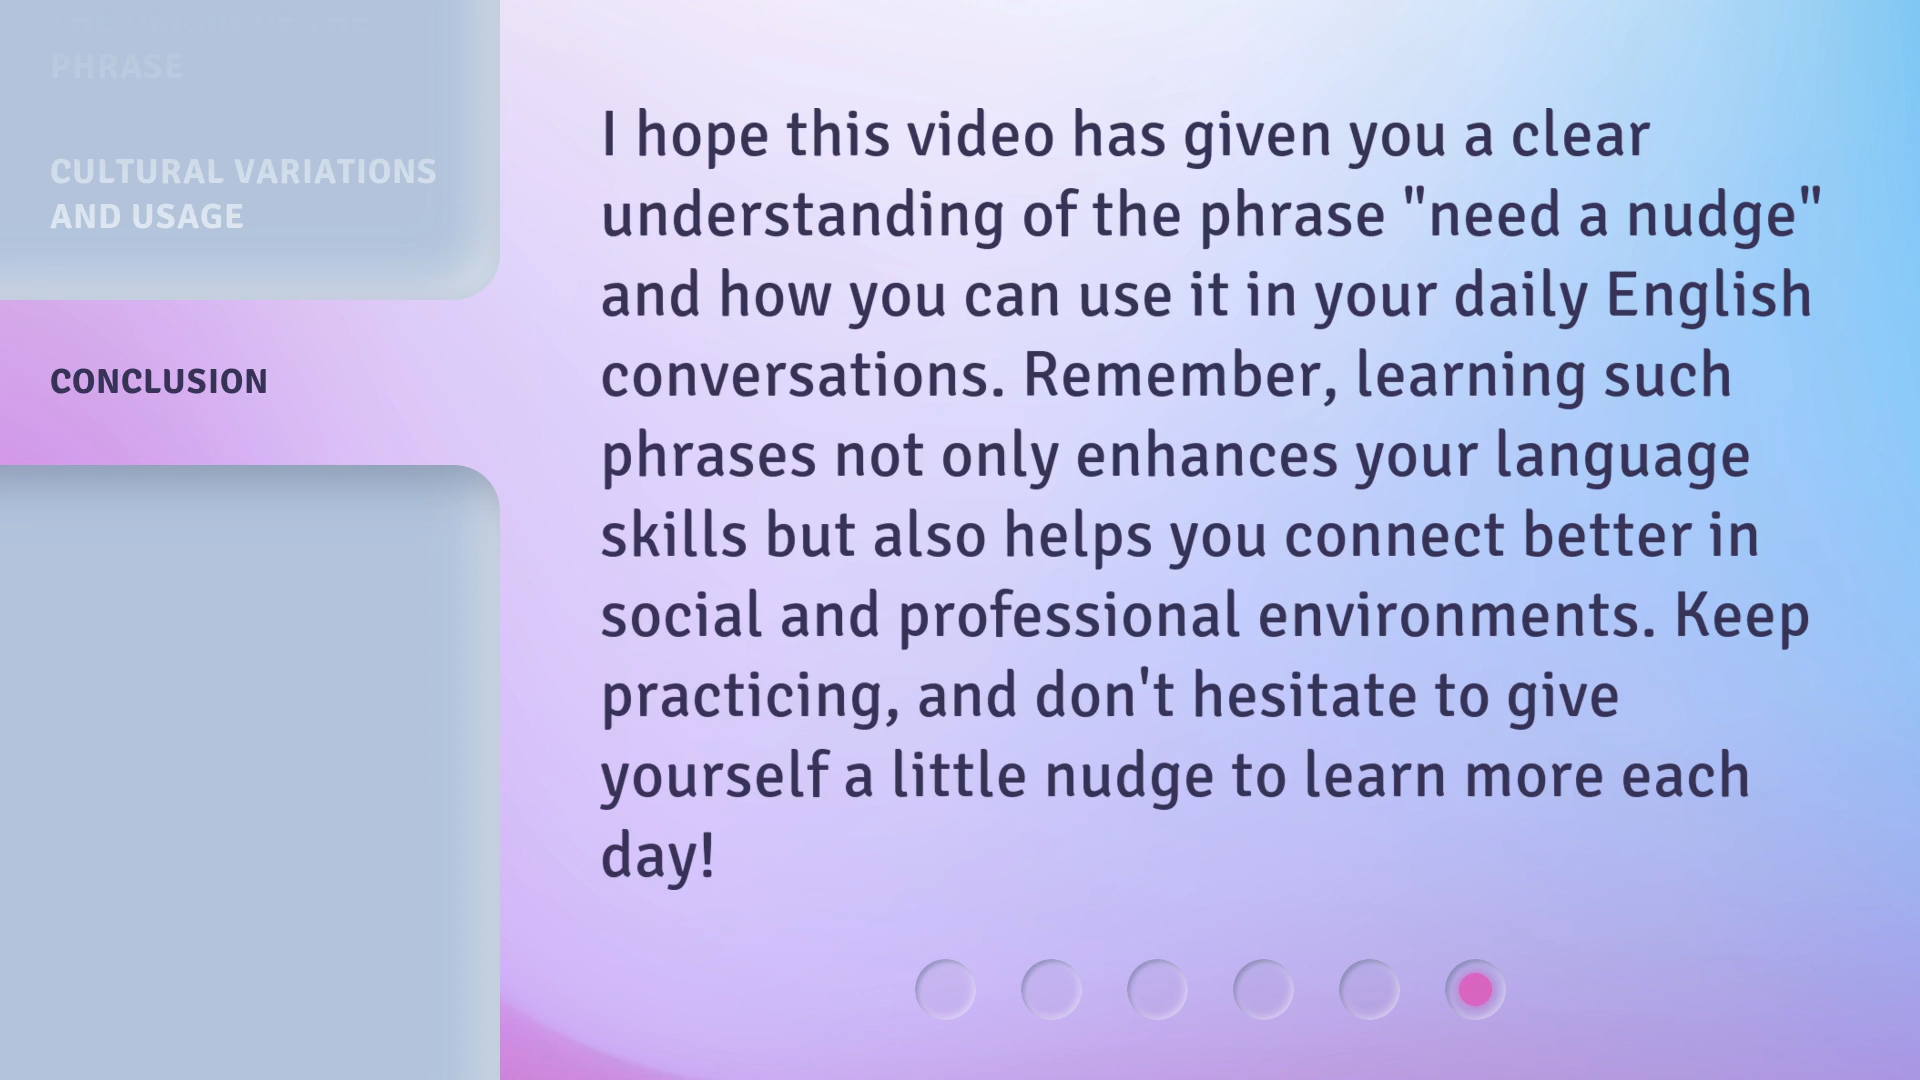 PHRASE
CULTURAL VARIATIONS
AND USAGE
CONCLUSION
I hope this video has given you a clear
understanding of the phrase "need a nudge"
and how you can use it in your daily English
conversations. Remember, learning such
phrases not only enhances your language
skills but also helps you connect better in
social and professional environments. Keep
practicing, and don't hesitate to give
yourself a little nudge to learn more each
day!